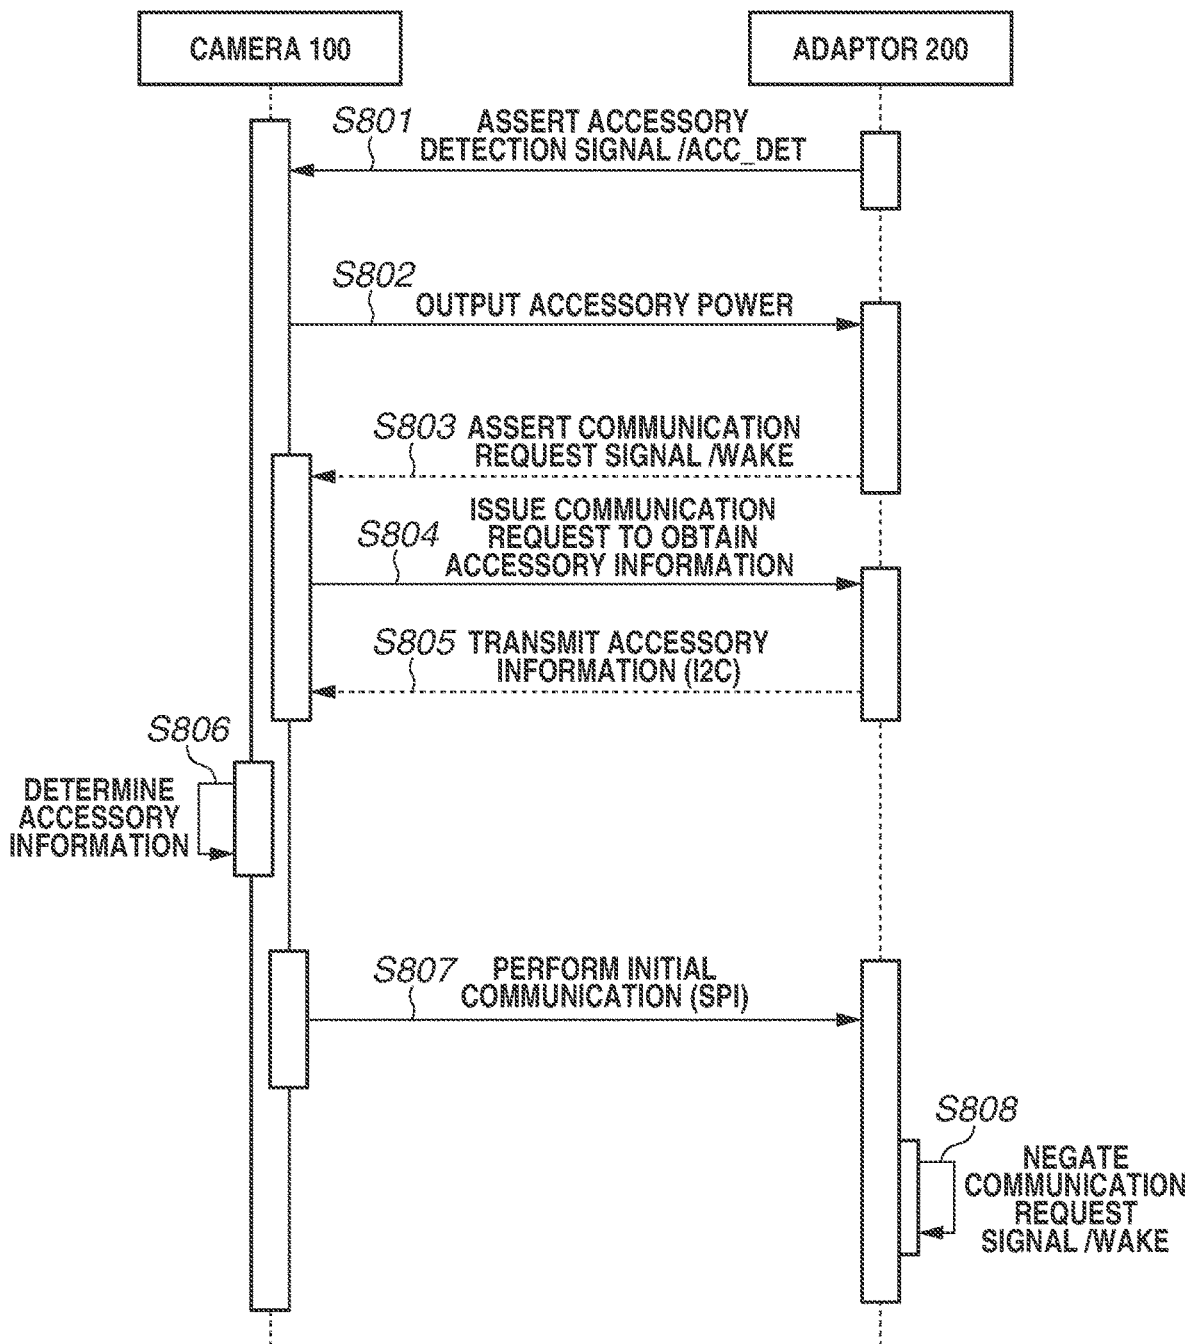 CAMERA 100
ADAPTOR 200
S801
ASSERT ACCESSORY
DETECTION SIGNAL /ACC_DET
S802
OUTPUT ACCESSORY POWER
S803
ASSERT COMMUNICATION
REQUEST SIGNAL /WAKE
S804
ISSUE COMMUNICATION
REQUEST TO OBTAIN
ACCESSORY INFORMATION
S805
TRANSMIT ACCESSORY
INFORMATION (I2C)
S806
DETERMINE
ACCESSORY
INFORMATION
S807
PERFORM INITIAL
COMMUNICATION (SPI)
S808
NEGATE
COMMUNICATION
REQUEST
SIGNAL /WAKE